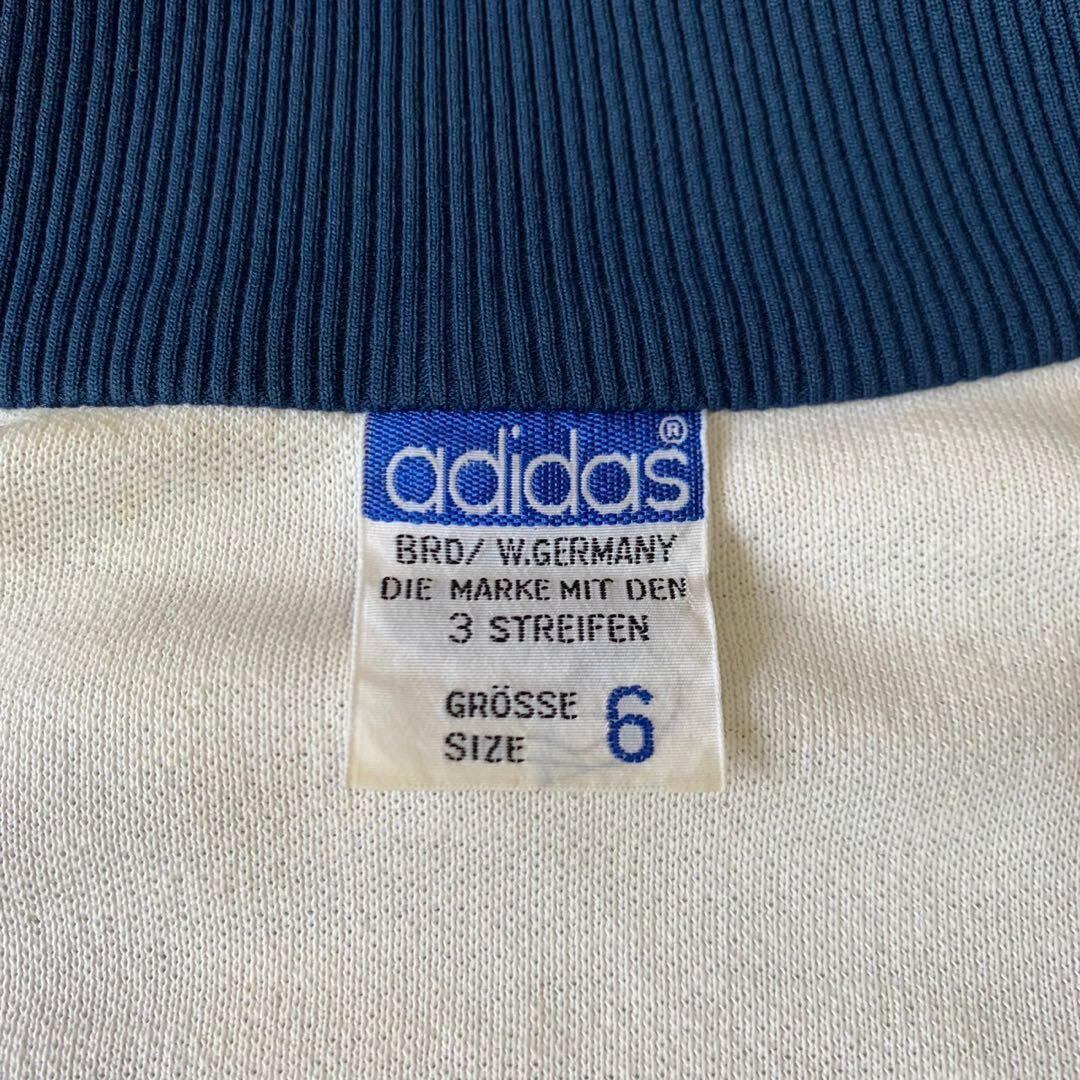 adidas®
BRD/ W.GERMANY
DIE MARKE MIT DEN
3 STREIFEN
GRÖSSE 6
SIZE